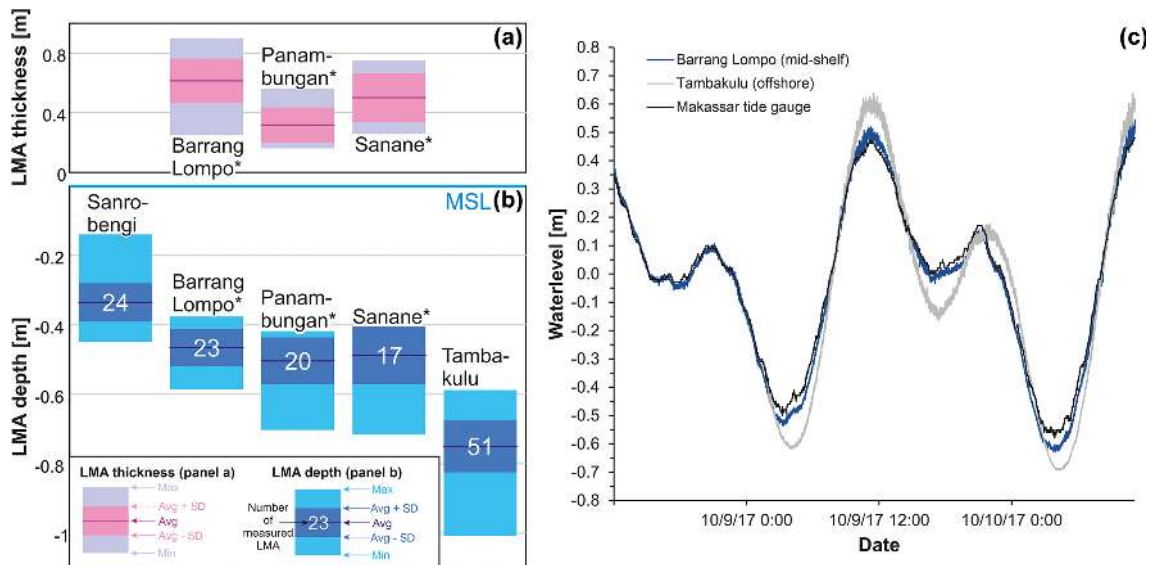 (a)
LMA thickness [m]
0.8
0.4
0
Barrang
Lompo*
Panam-
bungan*
Sanane*
(b)
MSL
LMA depth [m]
-0.2
-0.4
-0.6
-0.8
-1
Sanro-
bengi
24
Barrang
Lompo*
23
Panam-
bungan*
20
Sanane*
17
Tamba-
kulu
51
LMA thickness (panel a)
Max
Avg + SD
Avg
Avg - SD
Min
LMA depth (panel b)
Number
of
measured
LMA
23
Max
Avg + SD
Avg
Avg - SD
Min
(c)
Waterlevel [m]
0.8
0.7
0.6
0.5
0.4
0.3
0.2
0.1
0.0
-0.1
-0.2
-0.3
-0.4
-0.5
-0.6
-0.7
-0.8
Barrang Lompo (mid-shelf)
Tambakulu (offshore)
Makassar tide gauge
10/9/17 0:00
10/9/17 12:00
10/10/17 0:00
Date